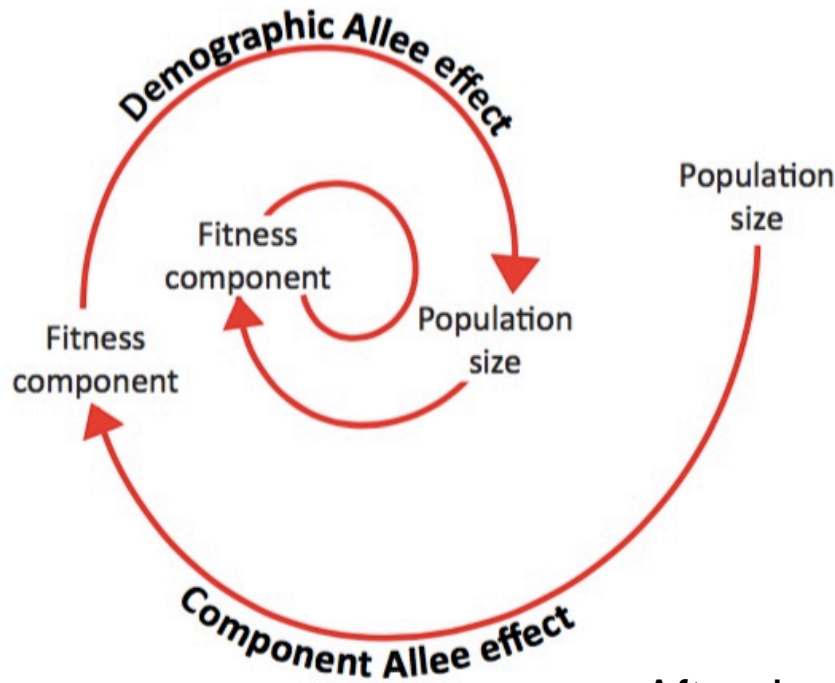 Demographic Allee effect
Population
size
Fitness
component
Population
size
Fitness
component
Component Allee effect